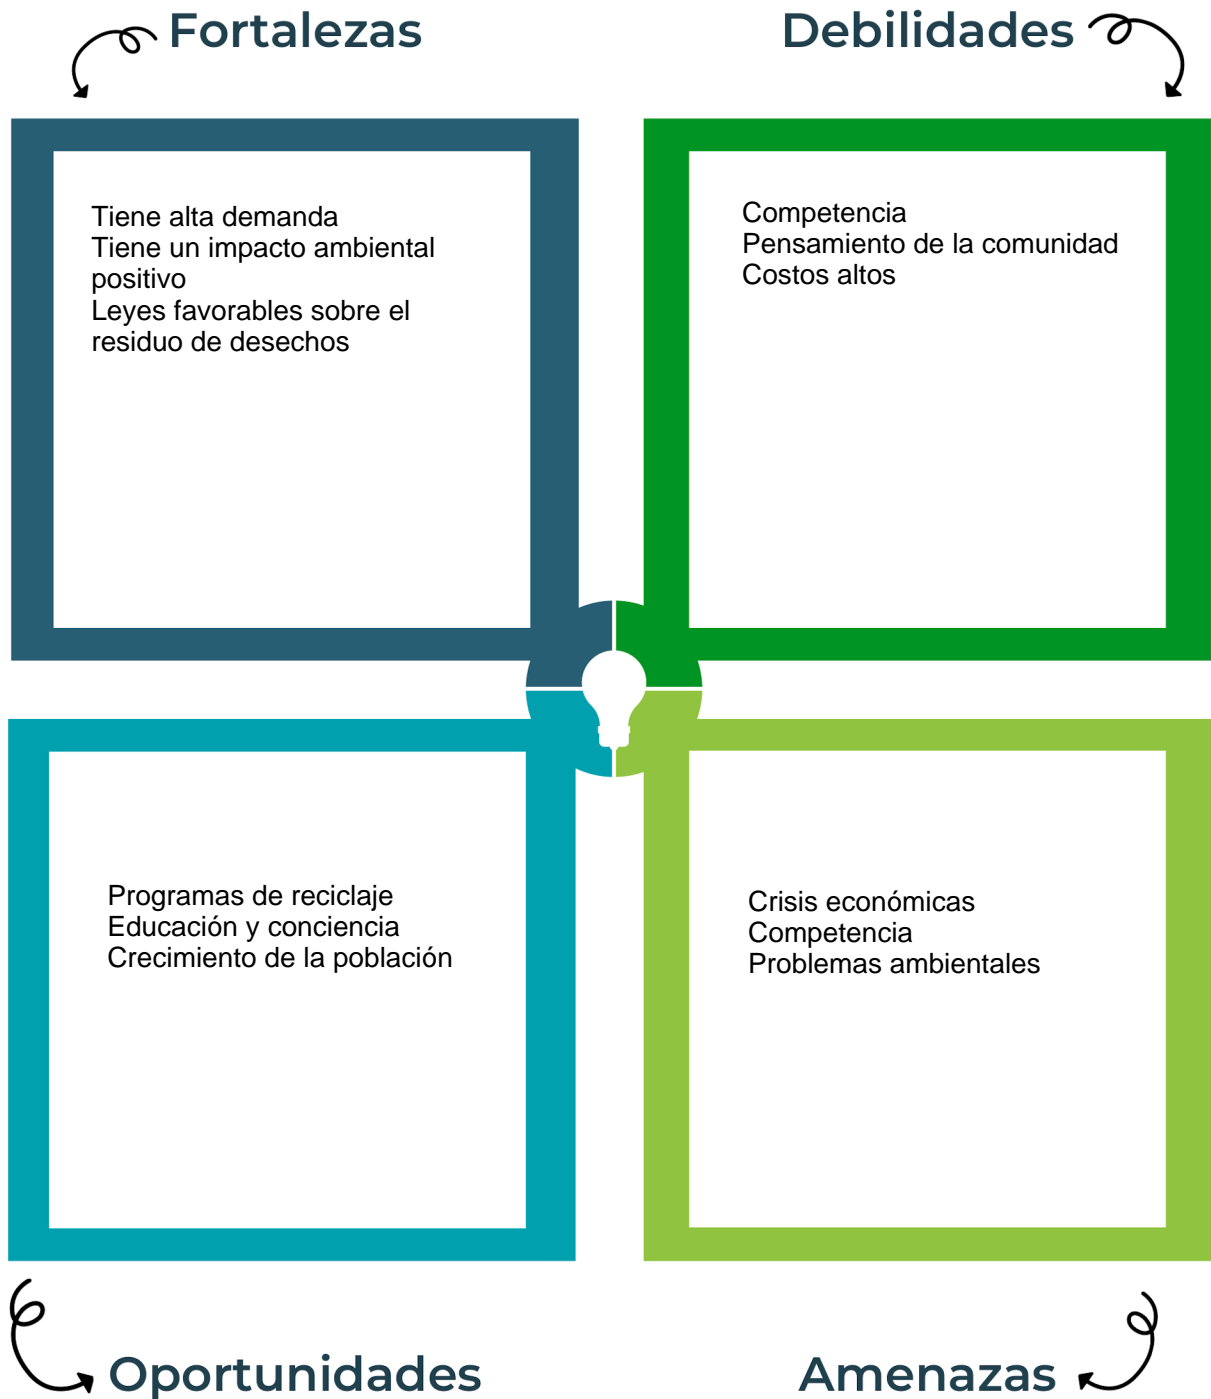 Fortalezas
Tiene alta demanda
Tiene un impacto ambiental
positivo
Leyes favorables sobre el
residuo de desechos
Debilidades
Competencia
Pensamiento de la comunidad
Costos altos
Programas de reciclaje
Educación y conciencia
Crecimiento de la población
Oportunidades
Crisis económicas
Competencia
Problemas ambientales
Amenazas